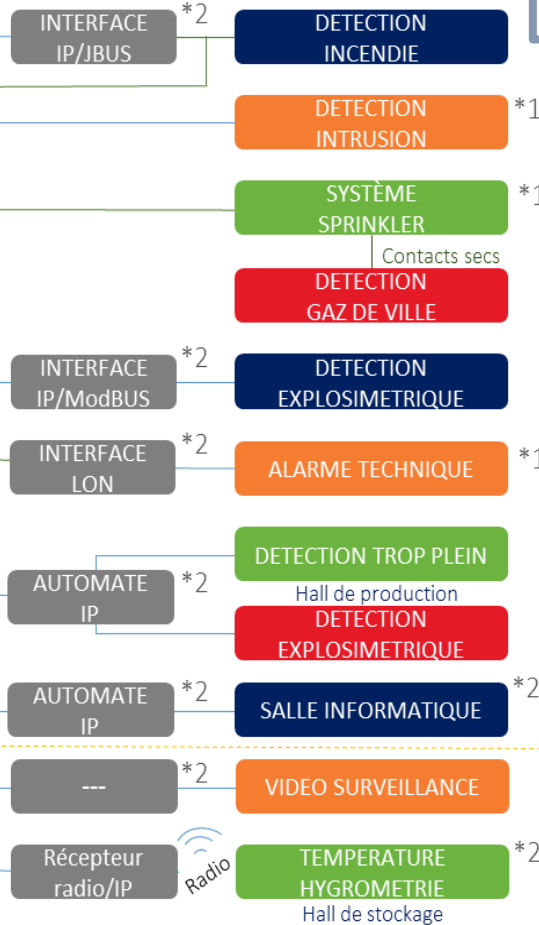 INTERFACE
IP/JBUS
*2
DETECTION
INCENDIE
DETECTION
INTRUSION
*1
SYSTÈME
SPRINKLER
*1
Contacts secs
DETECTION
GAZ DE VILLE
INTERFACE
IP/ModBUS
*2
DETECTION
EXPLOSIMETRIQUE
INTERFACE
LON
*2
ALARME TECHNIQUE
*1
DETECTION TROP PLEIN
Hall de production
AUTOMATE
IP
*2
DETECTION
EXPLOSIMETRIQUE
AUTOMATE
IP
*2
SALLE INFORMATIQUE
*2
---
*2
VIDEO SURVEILLANCE
Récepteur
radio/IP
Radio
TEMPERATURE
HYGROMETRIE
*2
Hall de stockage